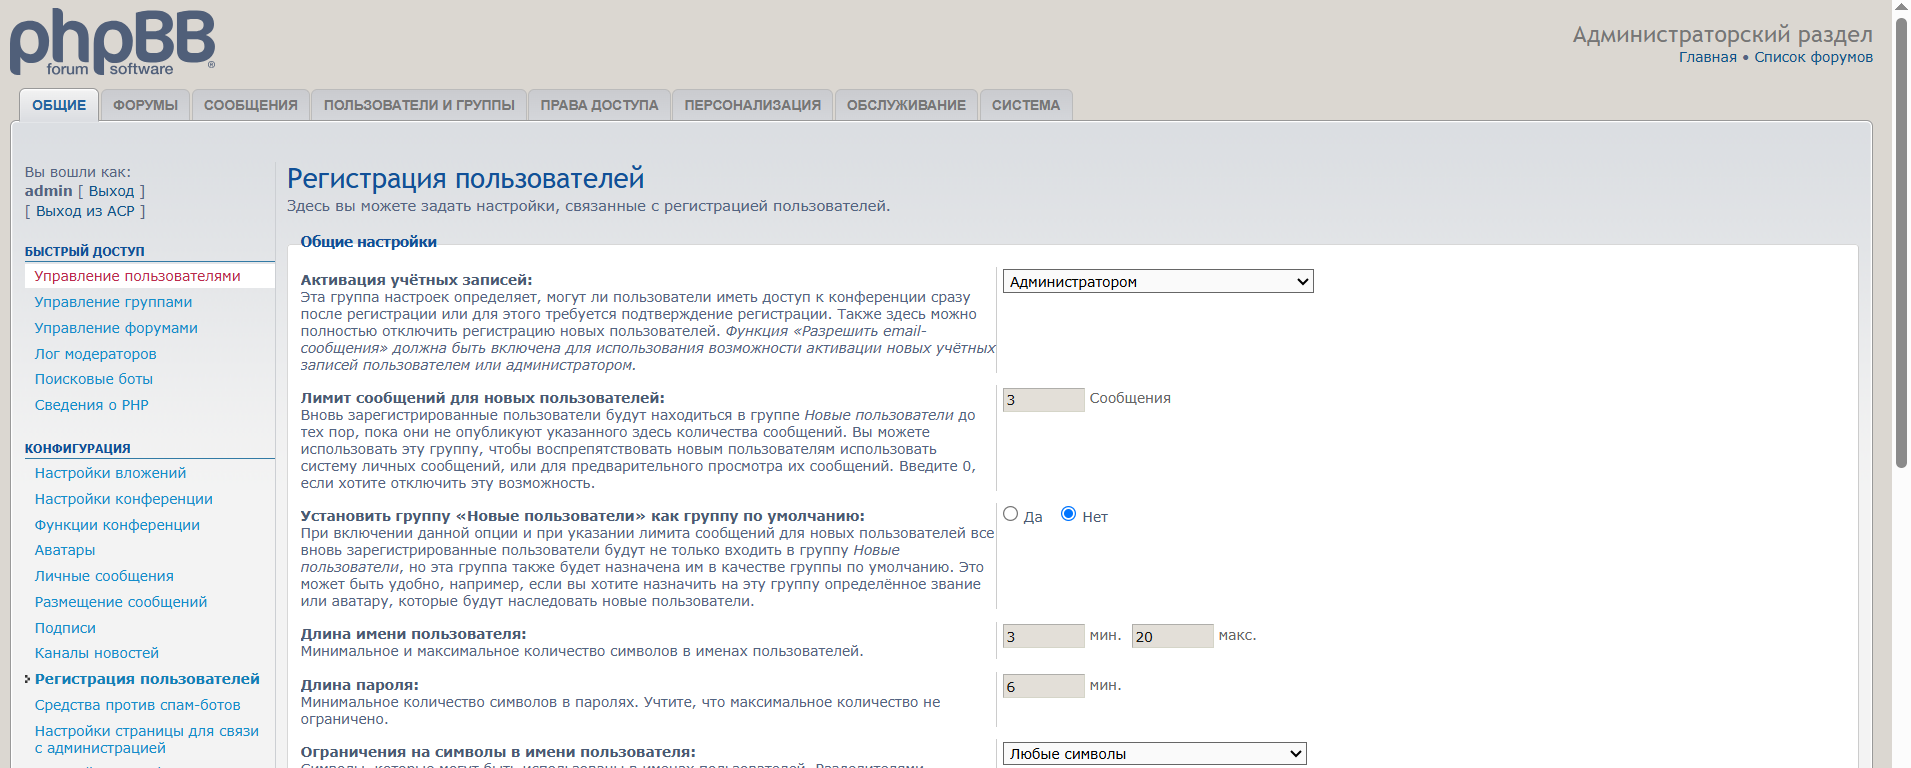 phpBB
forum software ®
Администраторский раздел
Главная • Список форумов
ОБЩИЕ ФОРУМЫ СООБЩЕНИЯ ПОЛЬЗОВАТЕЛИ И ГРУППЫ ПРАВА ДОСТУПА ПЕРСОНАЛИЗАЦИЯ ОБСЛУЖИВАНИЕ СИСТЕМА
Вы вошли как:
admin [ Выход ]
[ Выход из ACP ]
БЫСТРЫЙ ДОСТУП
Управление пользователями
Управление группами
Управление форумами
Лог модераторов
Поисковые боты
Сведения о PHP
КОНФИГУРАЦИЯ
Настройки вложений
Настройки конференции
Функции конференции
Аватары
Личные сообщения
Размещение сообщений
Подписи
Каналы новостей
Регистрация пользователей
Средства против спам-ботов
Настройки страницы для связи
с администрацией
Регистрация пользователей
Здесь вы можете задать настройки, связанные с регистрацией пользователей.
Общие настройки
Активация учётных записей:
Эта группа настроек определяет, могут ли пользователи иметь доступ к конференции сразу
после регистрации или для этого требуется подтверждение регистрации. Также здесь можно
полностью отключить регистрацию новых пользователей. Функция «Разрешить email-
сообщения» должна быть включена для использования возможности активации новых учётных
записей пользователем или администратором.
Администратором
Лимит сообщений для новых пользователей:
Вновь зарегистрированные пользователи будут находиться в группе Новые пользователи до
тех пор, пока они не опубликуют указанного здесь количества сообщений. Вы можете
использовать эту группу, чтобы воспрепятствовать новым пользователям использовать
систему личных сообщений, или для предварительного просмотра их сообщений. Введите 0,
если хотите отключить эту возможность.
3 Сообщения
Установить группу «Новые пользователи» как группу по умолчанию:
При включении данной опции и при указании лимита сообщений для новых пользователей все
вновь зарегистрированные пользователи будут не только входить в группу Новые
пользователи, но эта группа также будет назначена им в качестве группы по умолчанию. Это
может быть удобно, например, если вы хотите назначить на эту группу определённое звание
или аватару, которые будут наследовать новые пользователи.
Да Нет
Длина имени пользователя:
Минимальное и максимальное количество символов в именах пользователей.
3 мин. 20 макс.
Длина пароля:
Минимальное количество символов в паролях. Учтите, что максимальное количество не
ограничено.
6 мин.
Ограничения на символы в имени пользователя:
Символы, которые могут быть использованы в именах пользователей. Разделителями
Любые символы